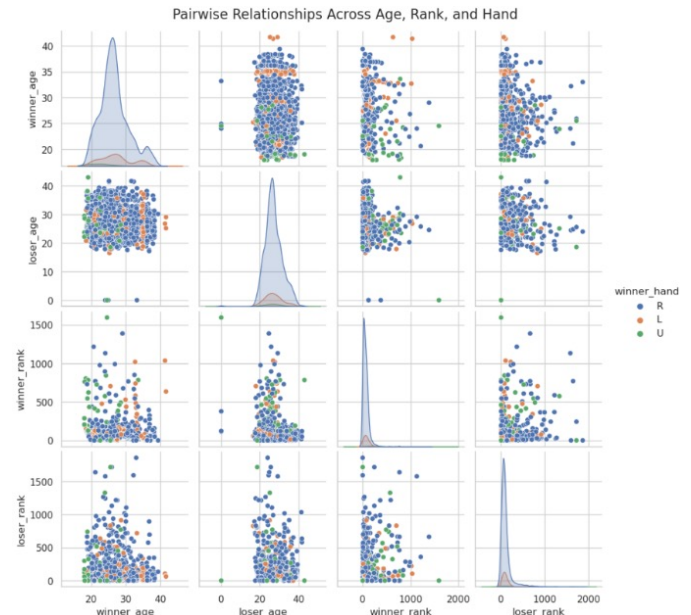 Pairwise Relationships Across Age, Rank, and Hand
winner_age
40
35
30
25
20
loser_age
40
30
20
10
0
winner_hand
R
L
U
winner_rank
1500
1000
500
0
loser_rank
1500
1000
500
0
20 30 40
0 20 40
0 1000 2000
0 1000 2000
winner_age loser_age winner_rank loser_rank